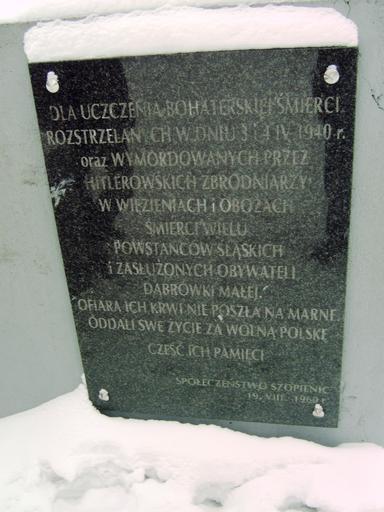 DLA UCZCZENIA BOHATERSKIEJ ŚMIERCI
ROZSTRZELANYCH W DNIU 3 i 4 IV 1940 r.
oraz WYMORDOWANYCH PRZEZ
HITLEROWSKICH ZBRODNIARZY
W WIĘZIENIACH i OBOZACH
ŚMIERCI WIELU
POWSTAŃCÓW ŚLĄSKICH
i ZASŁUŻONYCH OBYWATELI
DĄBRÓWKI MAŁEJ.
OFIARA ICH KRWI NIE POSZŁA NA MARNE.
ODDALI SWE ŻYCIE ZA WOLNĄ POLSKĘ
CZEŚĆ ICH PAMIĘCI
SPOŁECZEŃSTWO SZOPIENIC
19. VIII. 1969 r.